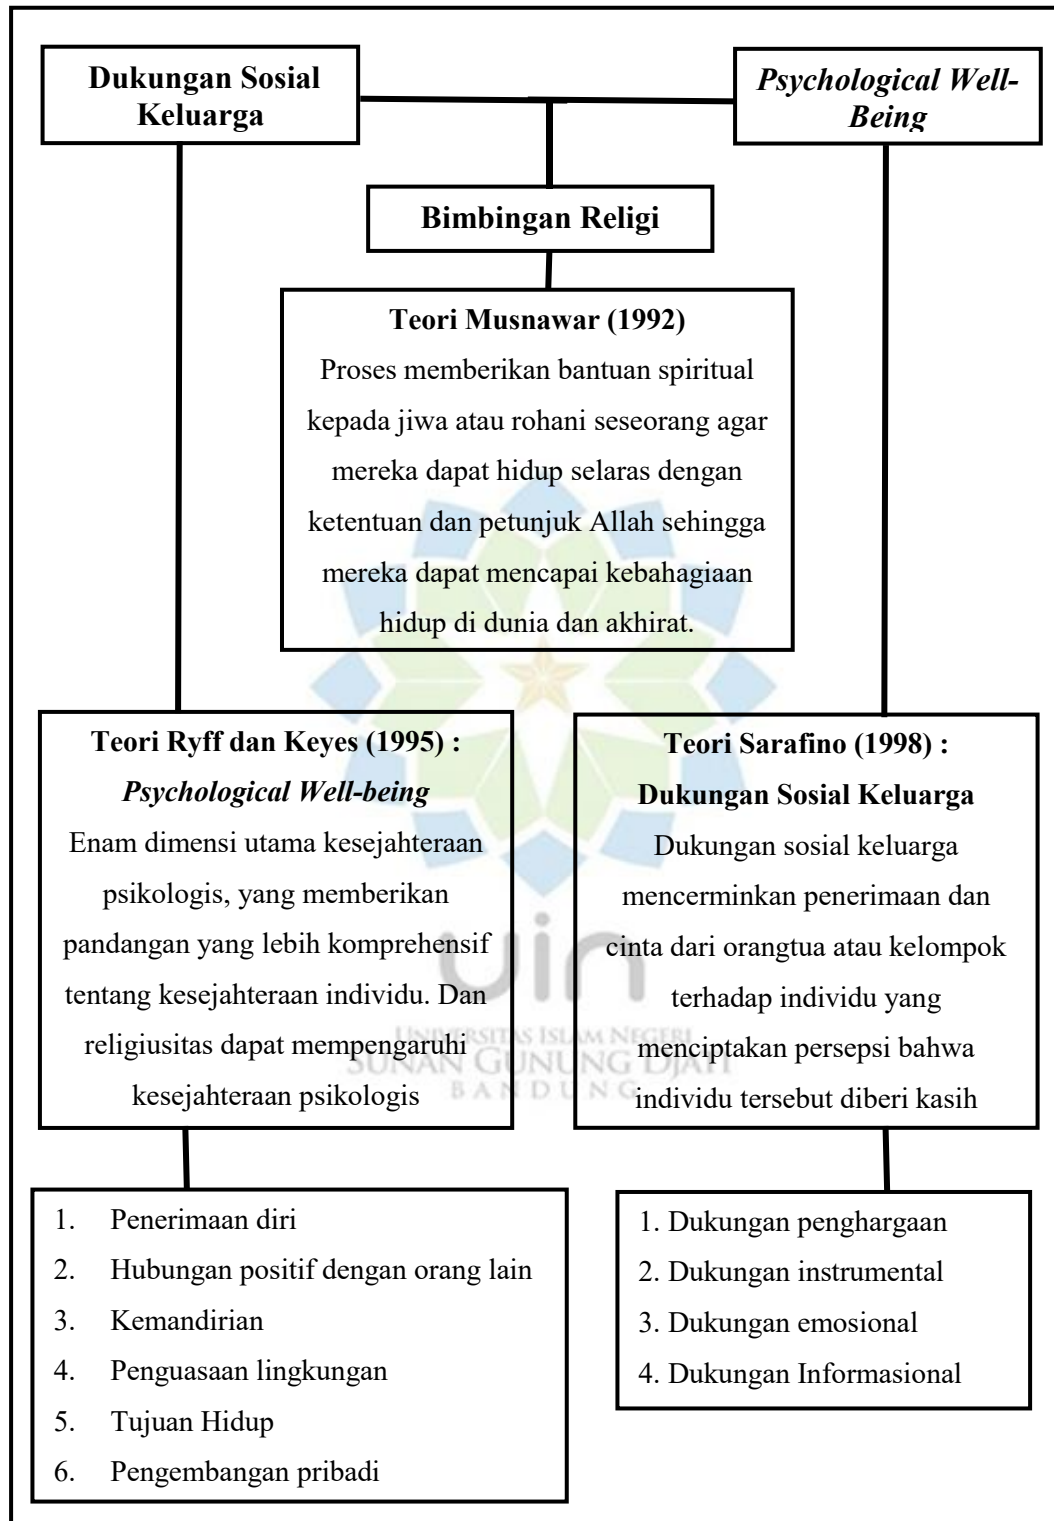 Dukungan Sosial
Keluarga
Psychological Well-
Being
Bimbingan Religi
Teori Musnawar (1992)
Proses memberikan bantuan spiritual
kepada jiwa atau rohani seseorang agar
mereka dapat hidup selaras dengan
ketentuan dan petunjuk Allah sehingga
mereka dapat mencapai kebahagiaan
hidup di dunia dan akhirat.
Teori Ryff dan Keyes (1995) :
Psychological Well-being
Enam dimensi utama kesejahteraan
psikologis, yang memberikan
pandangan yang lebih komprehensif
tentang kesejahteraan individu. Dan
religiusitas dapat mempengaruhi
kesejahteraan psikologis
Teori Sarafino (1998) :
Dukungan Sosial Keluarga
Dukungan sosial keluarga
mencerminkan penerimaan dan
cinta dari orangtua atau kelompok
terhadap individu yang
menciptakan persepsi bahwa
individu tersebut diberi kasih
uin
UNIVERSITAS ISLAM NEGERI
SUNAN GUNUNG DJATI
BANDUNG
1. Penerimaan diri
2. Hubungan positif dengan orang lain
3. Kemandirian
4. Penguasaan lingkungan
5. Tujuan Hidup
6. Pengembangan pribadi
1. Dukungan penghargaan
2. Dukungan instrumental
3. Dukungan emosional
4. Dukungan Informasional